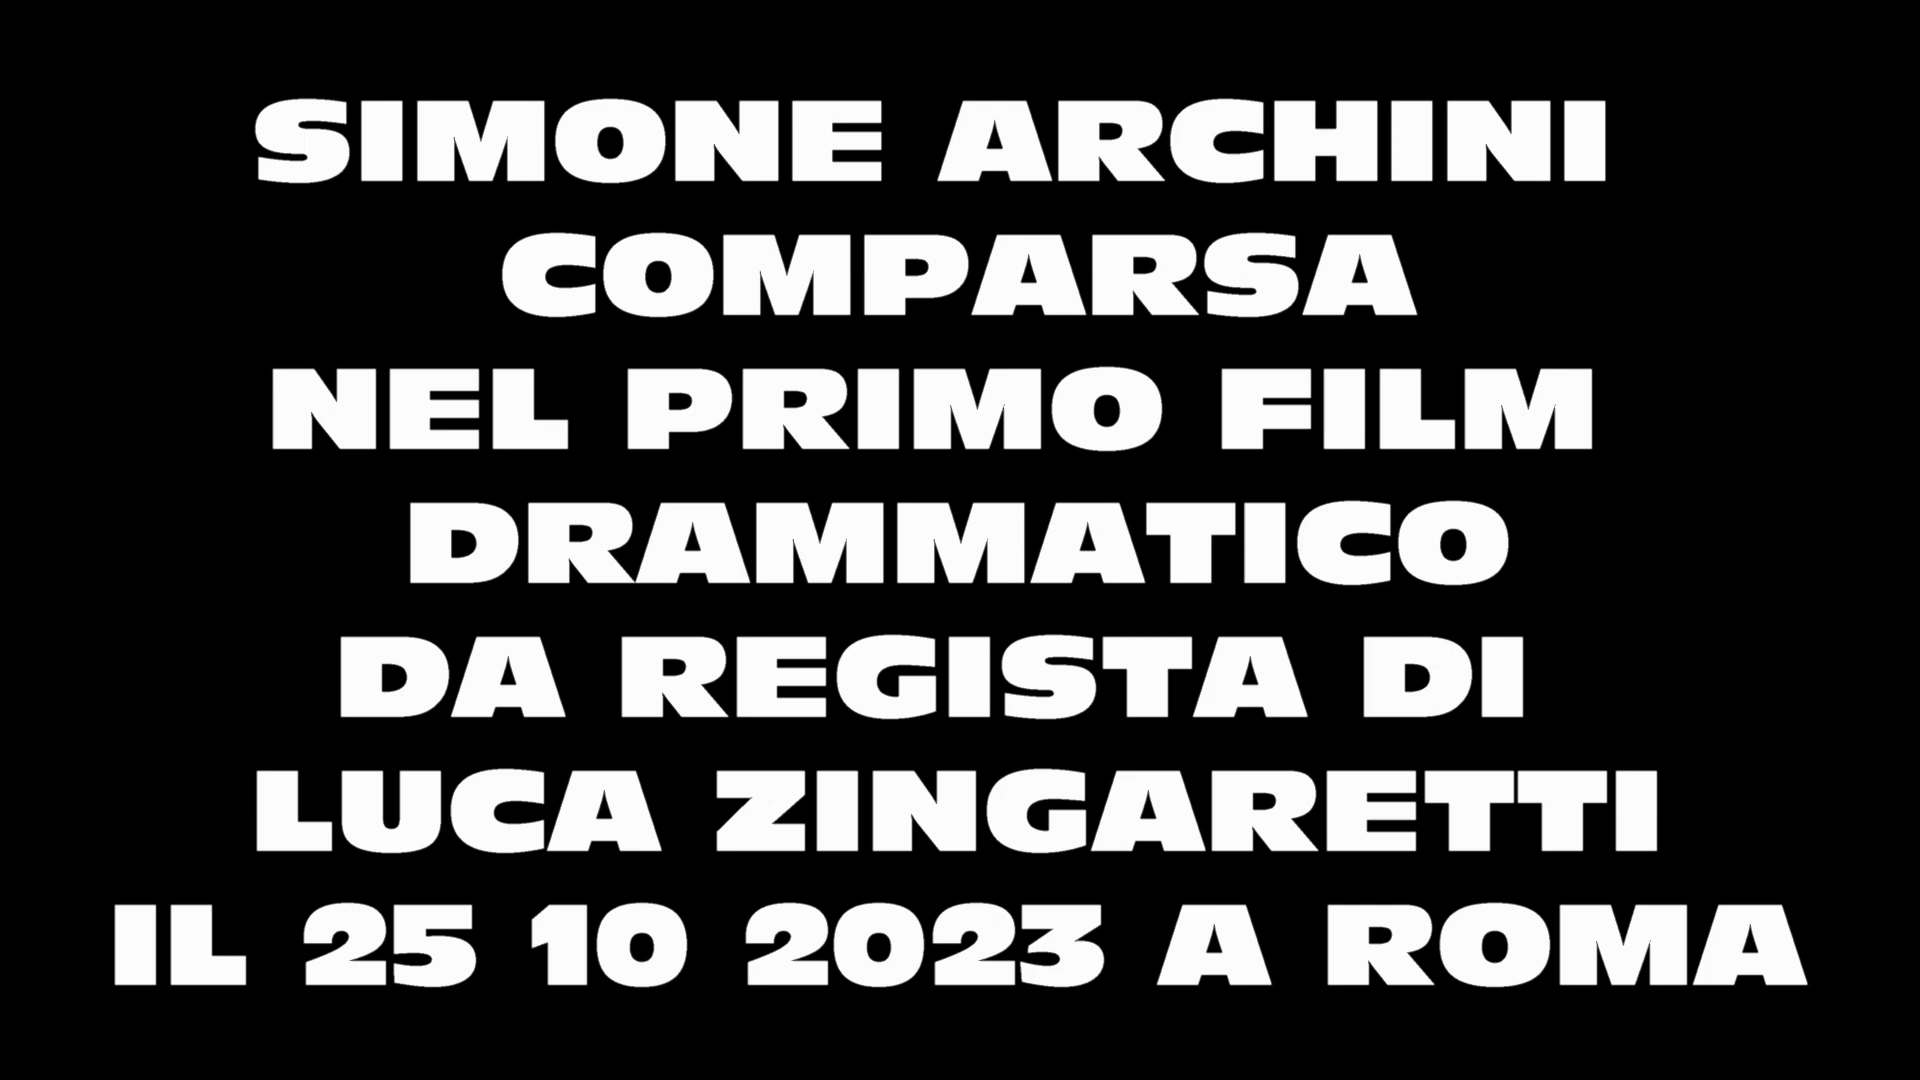 SIMONE ARCHINI
COMPARSA
NEL PRIMO FILM
DRAMMATICO
DA REGISTA DI
LUCA ZINGARETTI
IL 25 10 2023 A ROMA